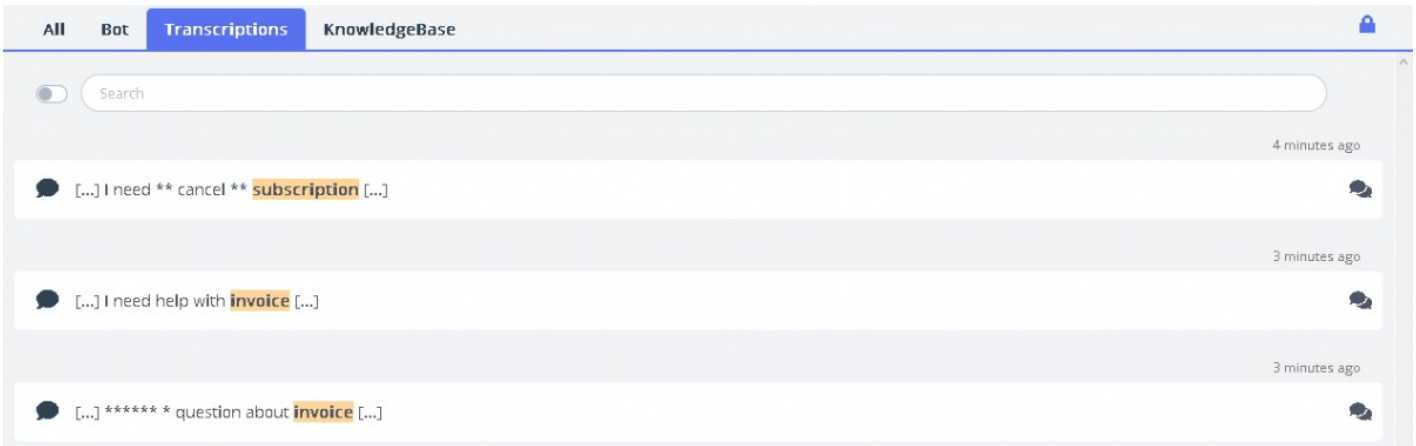 All Bot Transcriptions KnowledgeBase
Search
4 minutes ago
[...] I need ** cancel ** subscription [...]
3 minutes ago
[...] I need help with invoice [...]
3 minutes ago
[...] ****** * question about invoice [...]